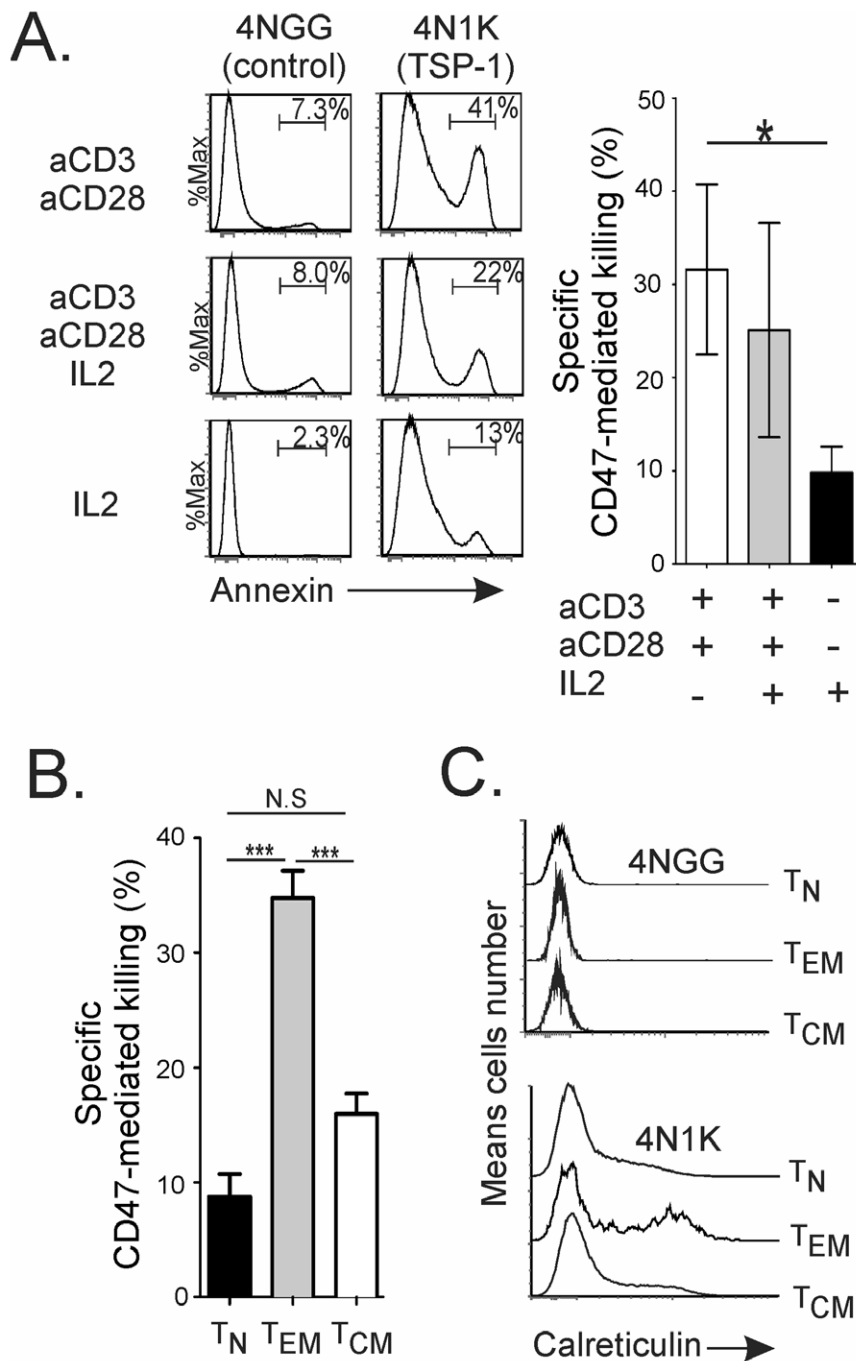 A.
4NGG
(control)
4N1K
(TSP-1)
aCD3
aCD28
%Max
7.3%
41%
aCD3
aCD28
IL2
%Max
8.0%
22%
IL2
%Max
2.3%
13%
Annexin
Specific
CD47-mediated killing (%)
50
40
30
20
10
0
*
aCD3 + + -
aCD28 + + -
IL2 - + +
B.
Specific
CD47-mediated killing (%)
40
30
20
10
0
N.S
*** ***
TN TEM TCM
C.
Means cells number
4NGG
TN
TEM
TCM
4N1K
TN
TEM
TCM
Calreticulin